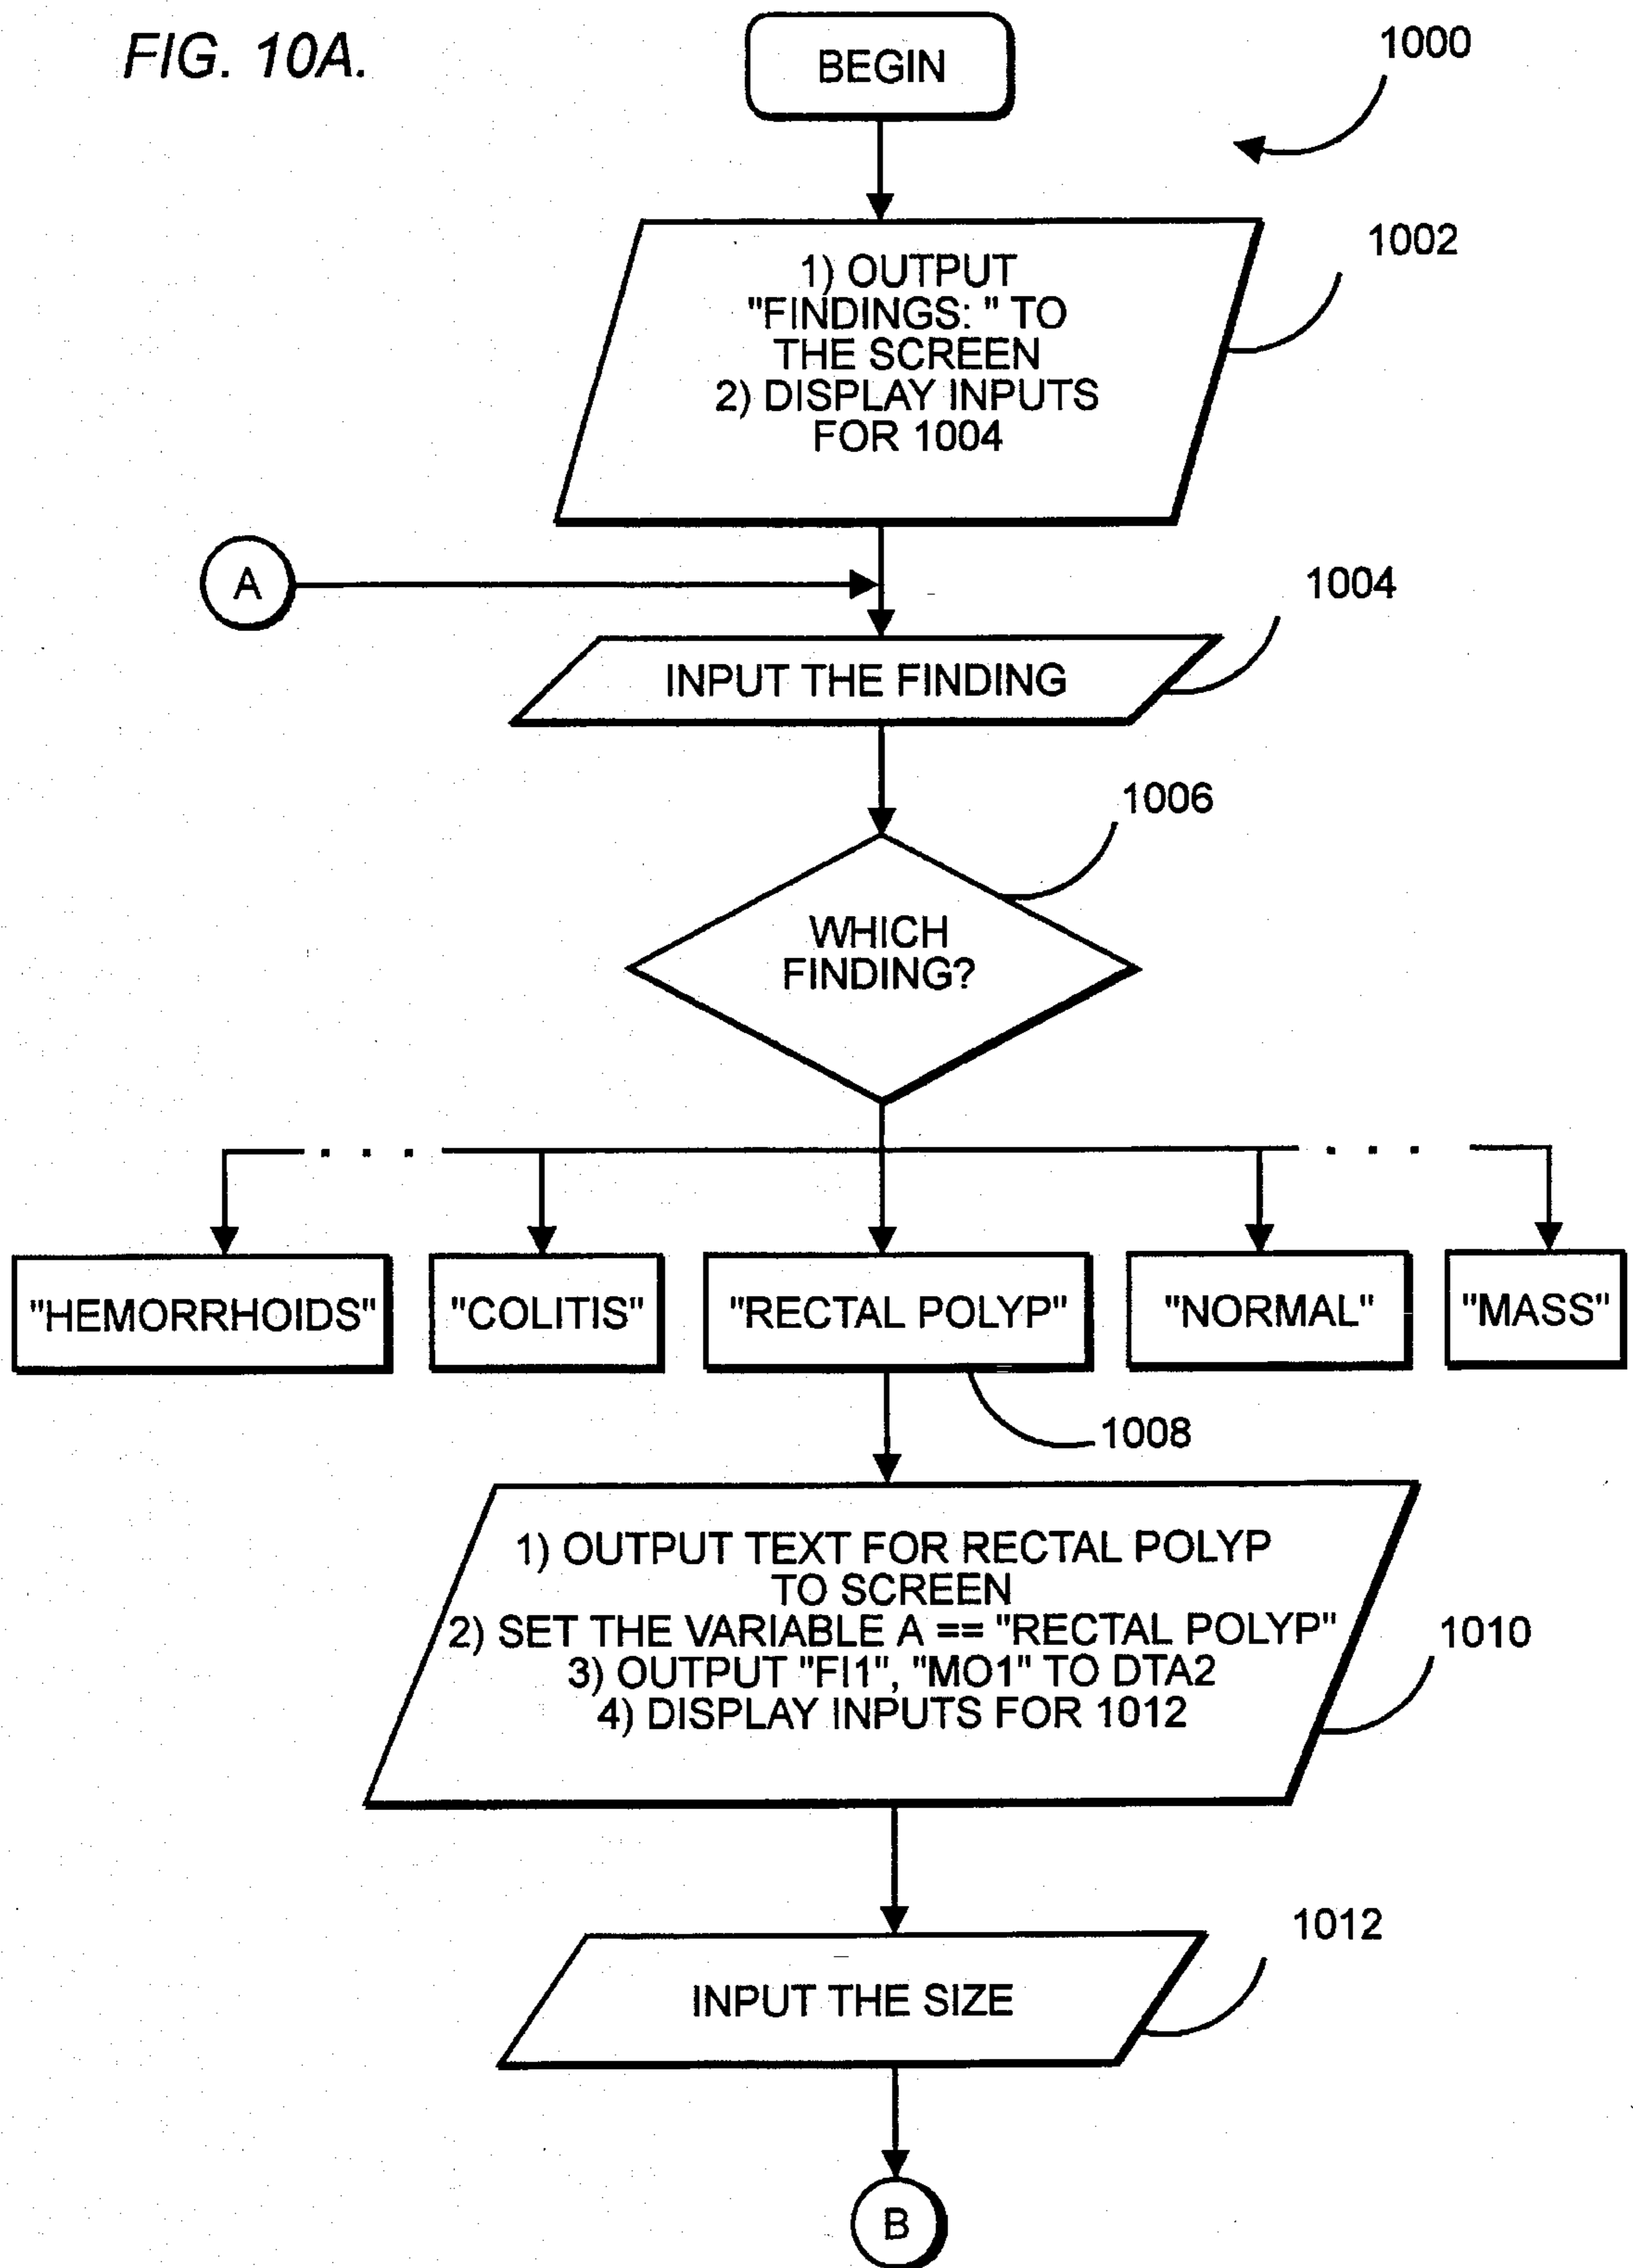 FIG. 10A.
BEGIN
1000
1002
1) OUTPUT
"FINDINGS: " TO
THE SCREEN
2) DISPLAY INPUTS
FOR 1004
A
1004
INPUT THE FINDING
1006
WHICH
FINDING?
"HEMORRHOIDS"
"COLITIS"
"RECTAL POLYP"
"NORMAL"
"MASS"
1008
1) OUTPUT TEXT FOR RECTAL POLYP
TO SCREEN
2) SET THE VARIABLE A == "RECTAL POLYP"
3) OUTPUT "FI1", "MO1" TO DTA2
4) DISPLAY INPUTS FOR 1012
1010
1012
INPUT THE SIZE
B